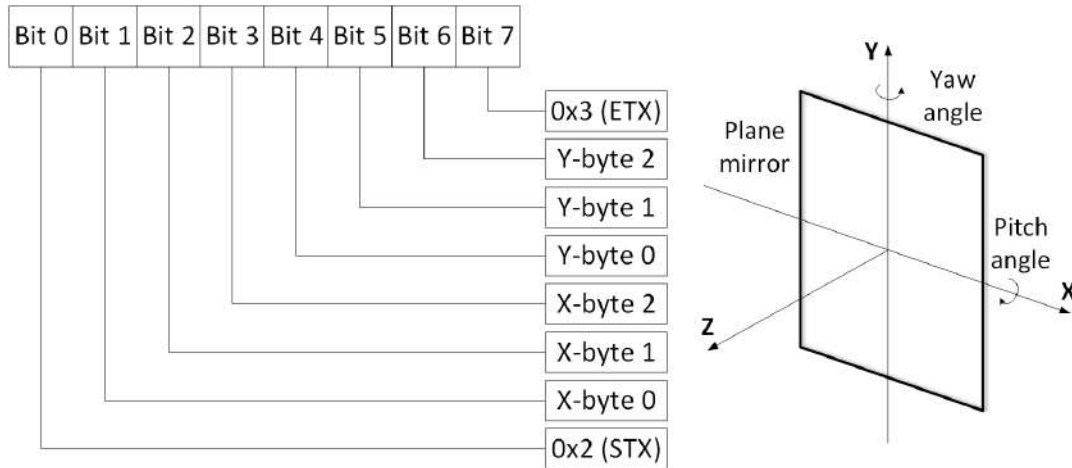 Bit 0 Bit 1 Bit 2 Bit 3 Bit 4 Bit 5 Bit 6 Bit 7
0x3 (ETX)
Y-byte 2
Y-byte 1
Y-byte 0
X-byte 2
X-byte 1
X-byte 0
0x2 (STX)
Y
Yaw
angle
Plane
mirror
Pitch
angle
X
Z